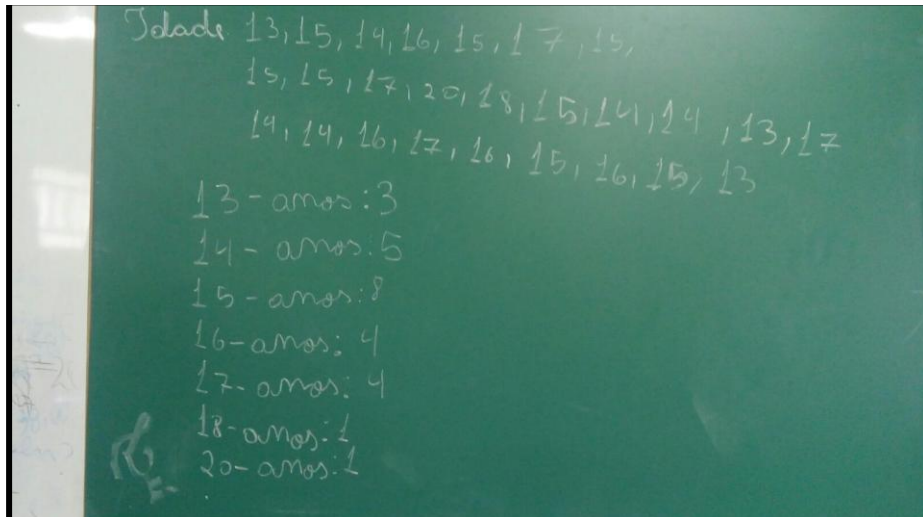 Idade 13, 15, 14, 16, 15, 17, 15,
15, 15, 17, 20, 18, 15, 14, 14, 13, 17
14, 14, 16, 17, 16, 15, 16, 15, 13
13 - anos: 3
14 - anos: 5
15 - anos: 8
16 - anos: 4
17 - anos: 4
18 - anos: 1
20 - anos: 1